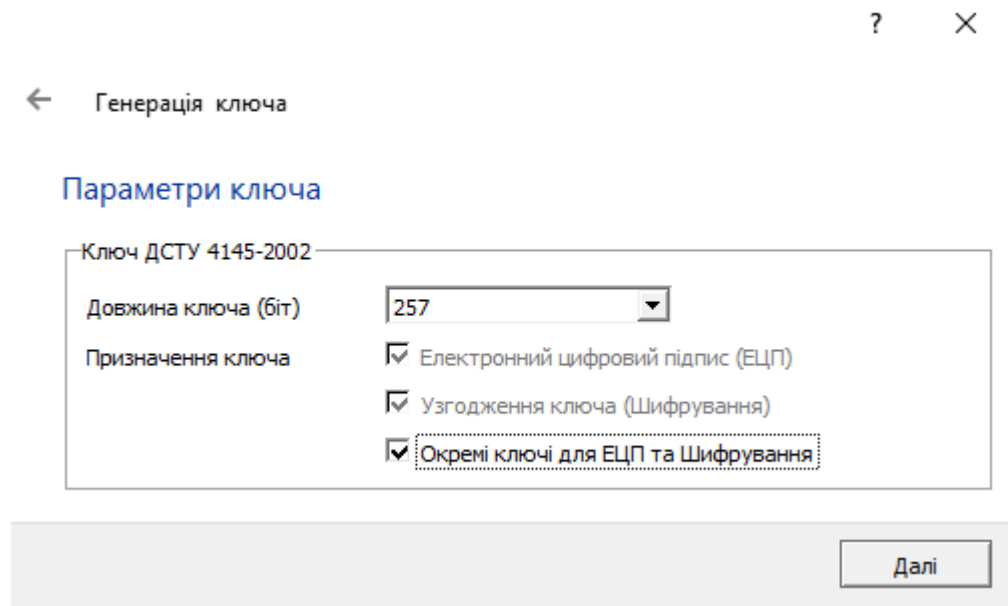 ?
Генерація ключа
Параметри ключа
Ключ ДСТУ 4145-2002
Довжина ключа (біт) 257
Призначення ключа Електронний цифровий підпис (ЕЦП)
Узгодження ключа (Шифрування)
Окремі ключі для ЕЦП та Шифрування
Далі